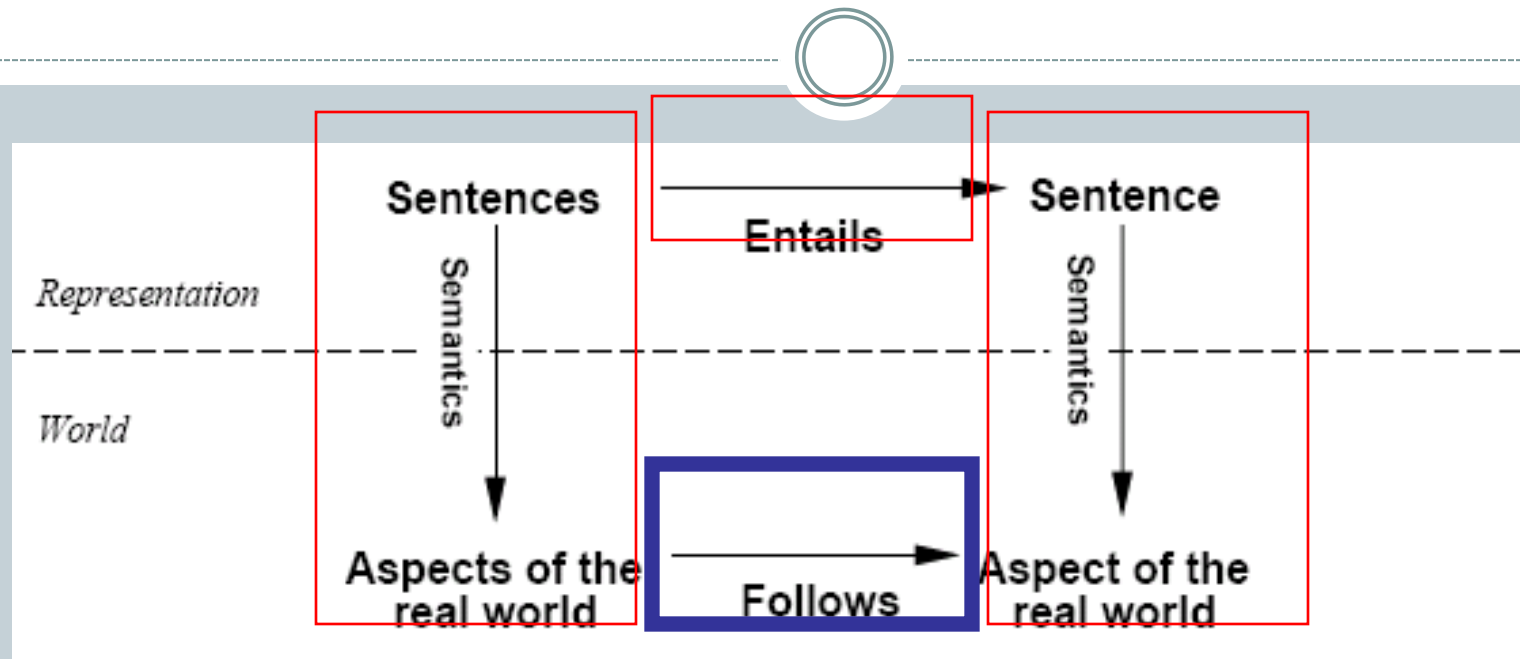 Sentences
Entails
Sentence
Semantics
Semantics
Representation
World
Aspects of the
real world
Follows
Aspect of the
real world